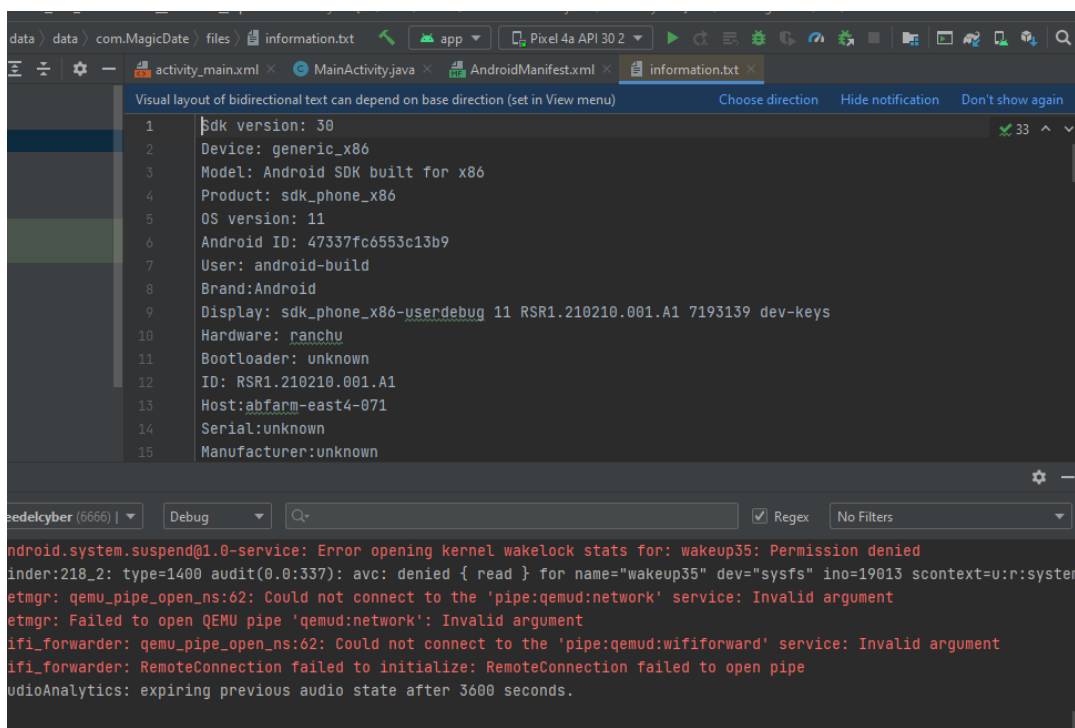 data 〉 data 〉 com.MagicDate 〉 files 〉 information.txt app Pixel 4a API 30 2
activity_main.xml MainActivity.java AndroidManifest.xml information.txt
Visual layout of bidirectional text can depend on base direction (set in View menu) Choose direction Hide notification Don't show again
1 Sdk version: 30 33
2 Device: generic_x86
3 Model: Android SDK built for x86
4 Product: sdk_phone_x86
5 OS version: 11
6 Android ID: 47337fc6553c13b9
7 User: android-build
8 Brand:Android
9 Display: sdk_phone_x86-userdebug 11 RSR1.210210.001.A1 7193139 dev-keys
10 Hardware: ranchu
11 Bootloader: unknown
12 ID: RSR1.210210.001.A1
13 Host:abfarm-east4-071
14 Serial:unknown
15 Manufacturer:unknown
eedelcyber (6666) Debug Regex No Filters
ndroid.system.suspend@1.0-service: Error opening kernel wakelock stats for: wakeup35: Permission denied
inder:218_2: type=1400 audit(0.0:337): avc: denied { read } for name="wakeup35" dev="sysfs" ino=19013 scontext=u:r:system
etmgr: qemu_pipe_open_ns:62: Could not connect to the 'pipe:qemud:network' service: Invalid argument
etmgr: Failed to open QEMU pipe 'qemud:network': Invalid argument
ifi_forwarder: qemu_pipe_open_ns:62: Could not connect to the 'pipe:qemud:wififorward' service: Invalid argument
ifi_forwarder: RemoteConnection failed to initialize: RemoteConnection failed to open pipe
udioAnalytics: expiring previous audio state after 3600 seconds.